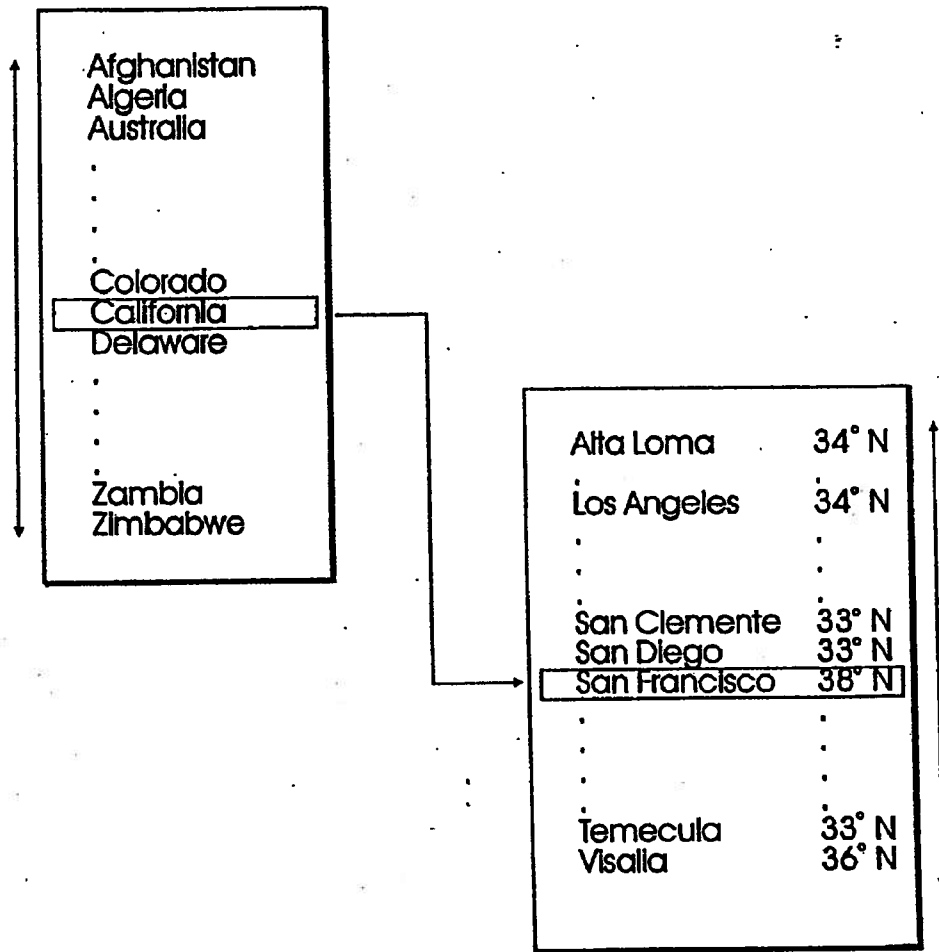 Afghanistan
Algeria
Australia
Colorado
California
Delaware
Zambia
Zimbabwe
Alta Loma 34° N
Los Angeles 34° N
San Clemente 33° N
San Diego 33° N
San Francisco 38° N
Temecula 33° N
Visalia 36° N